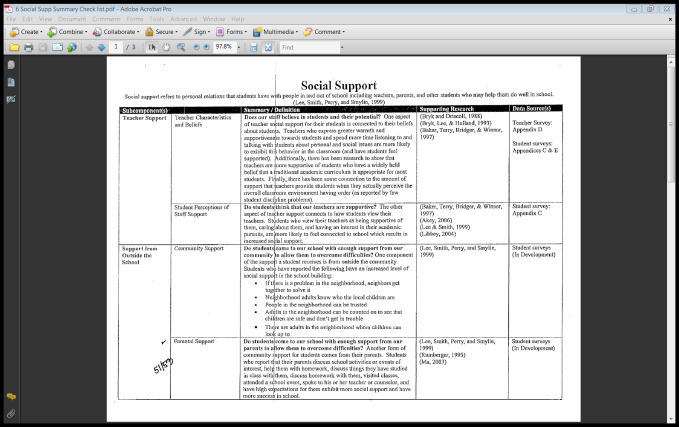 6 Social Supp Summary Check list.pdf - Adobe Acrobat Pro
File Edit View Document Comments Forms Tools Advanced Window Help
Create Combine Collaborate Secure Sign Forms Multimedia Comment
1 / 3 97.8% Find
Social Support
Social support refers to personal relations that students have with people in and out of school including teachers, parents, and other students who may help them do well in school.
(Lee, Smith, Perry, and Smylie, 1999)
Subcomponent(s) Summary / Definition Supporting Research Data Source(s)
Teacher Support
Teacher Characteristics
and Beliefs
Does our staff believe in students and their potential? One aspect
of teacher social support for their students is connected to their beliefs
about students. Teachers who express greater warmth and
supportiveness towards students and spend more time listening to and
talking with students about personal and social issues are more likely
to exhibit this behavior in the classroom (and have students feel
supported). Additionally, there has been research to show that
teachers are more supportive of students who have a widely held
belief that a traditional academic curriculum is appropriate for most
students. Finally, there has been some connection to the amount of
support that teachers provide students when they actually perceive the
overall classroom environment having order (as reported by few
student discipline problems).
(Bryk and Driscoll, 1988)
(Bryk, Lee, & Holland, 1993)
(Baker, Terry, Bridger, & Winsor,
1997)
Teacher Survey:
Appendix D
Student surveys:
Appendices C & E
Student Perceptions of
Staff Support
Do students think that our teachers are supportive? The other
aspect of teacher support connects to how students view their
teachers. Students who view their teachers as being supportive of
them, caring about them, and having an interest in their academic
pursuits, are more likely to feel connected to school which results in
increased social support.
(Baker, Terry, Bridger, & Winsor,
1997)
(Lee & Smith, 1999)
(Libbey, 2004)
Student survey:
Appendix C
Support from
Outside the
School
Community Support
Do students come to our school with enough support from our
community to allow them to overcome difficulties? One component
of the support a student receives is from outside the community.
Students who have reported the following have an increased level of
social support in the school building:
• If there is a problem in the neighborhood, neighbors get
together to solve it
• Neighborhood adults know who the local children are
• People in the neighborhood can be trusted
• Adults in the neighborhood can be counted on to see that
children are safe and don't get in trouble
• There are adults in the neighborhood whom children can
look up to
(Lee, Smith, Perry, and Smylie,
1999)
Student surveys
(In Development)
Parental Support
Do students come to our school with enough support from our
parents to allow them to overcome difficulties? Another form of
community support for students comes from their parents. Students
who report that their parents discuss school activities or events of
interest, help them with homework, discuss things they have studied
in class with them, discuss homework with them, visited classes,
attended a school event, spoke to his or her teacher or counselor, and
have high expectations for them exhibit more social support and have
more success in school.
(Lee, Smith, Perry, and Smylie,
1999)
(Rumberger, 1995)
(Ma, 2003)
Student surveys
(In Development)